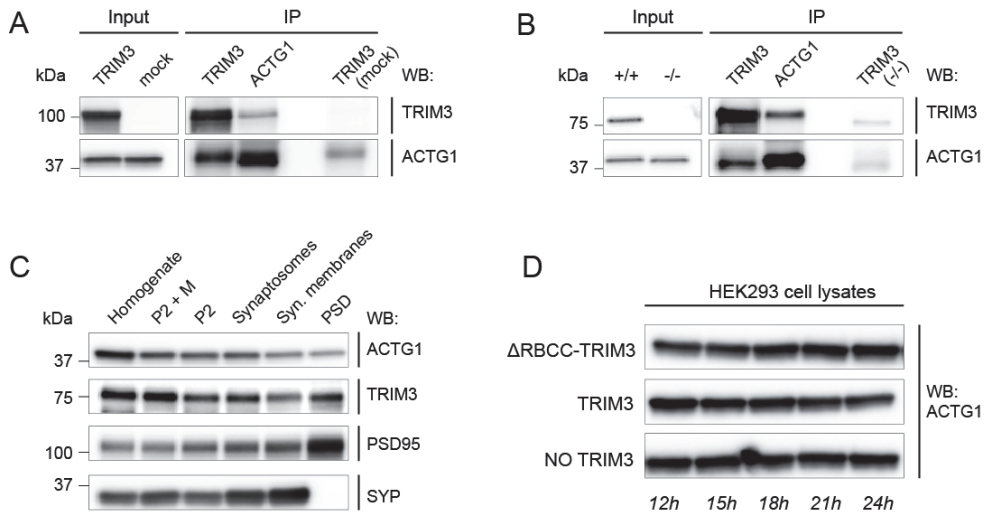 A
Input
IP
kDa
TRIM3
mock
TRIM3
ACTG1
TRIM3
(mock)
WB:
100
TRIM3
37
ACTG1
B
Input
IP
kDa
+/+
-/-
TRIM3
ACTG1
TRIM3
(-/-)
WB:
75
TRIM3
37
ACTG1
C
kDa
Homogenate
P2 + M
P2
Synaptosomes
Syn. membranes
PSD
WB:
37
ACTG1
75
TRIM3
100
PSD95
37
SYP
D
HEK293 cell lysates
ΔRBCC-TRIM3
TRIM3
NO TRIM3
WB:
ACTG1
12h 15h 18h 21h 24h